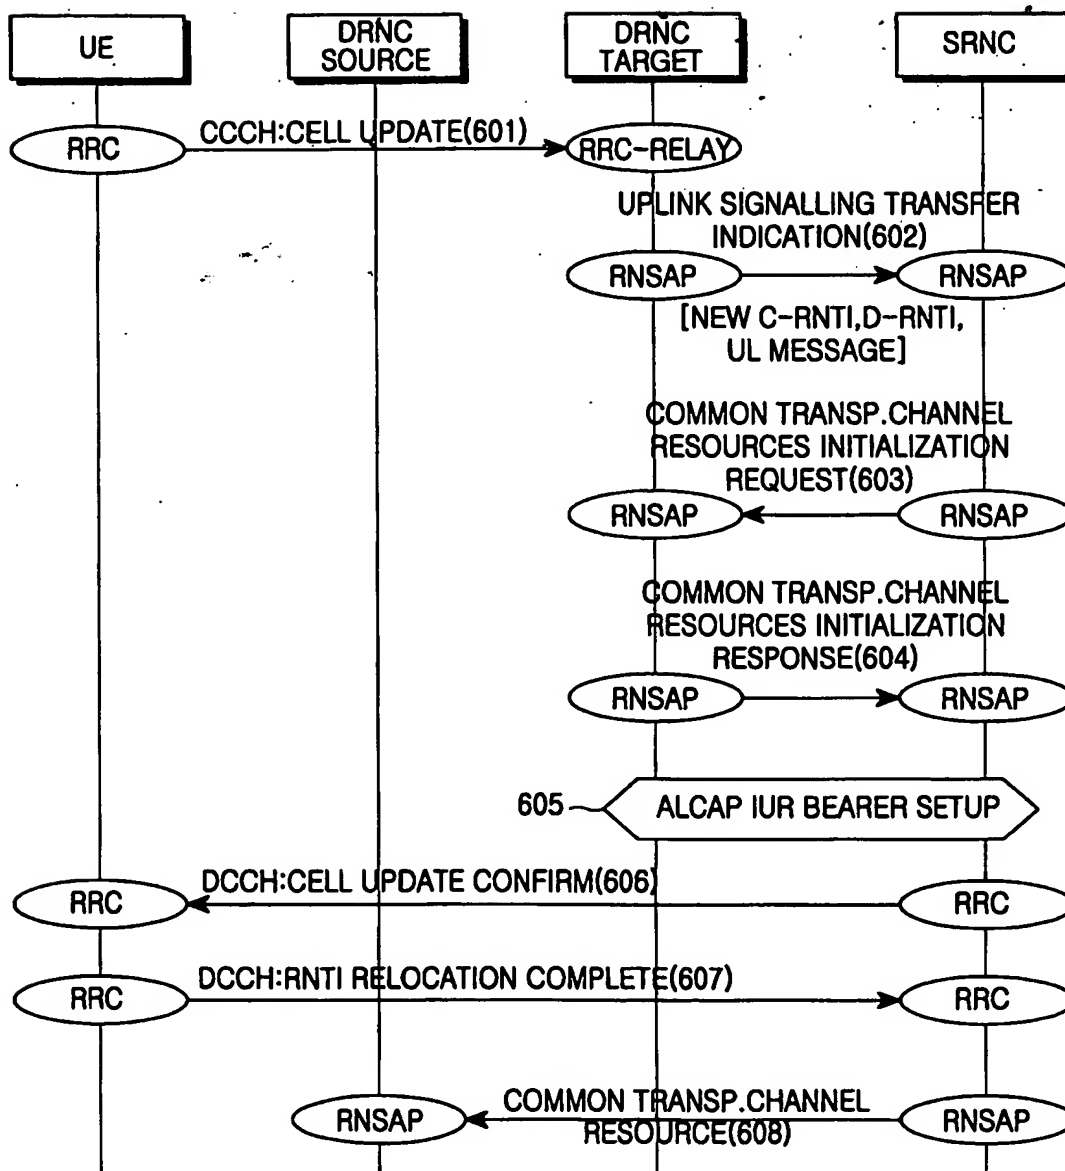 UE
DRNC
SOURCE
DRNC
TARGET
SRNC
CCCH:CELL UPDATE(601)
RRC
RRC-RELAY
UPLINK SIGNALLING TRANSFER
INDICATION(602)
RNSAP
RNSAP
[NEW C-RNTI,D-RNTI,
UL MESSAGE]
COMMON TRANSP.CHANNEL
RESOURCES INITIALIZATION
REQUEST(603)
RNSAP
RNSAP
COMMON TRANSP.CHANNEL
RESOURCES INITIALIZATION
RESPONSE(604)
RNSAP
RNSAP
605
ALCAP IUR BEARER SETUP
DCCH:CELL UPDATE CONFIRM(606)
RRC
RRC
DCCH:RNTI RELOCATION COMPLETE(607)
RRC
RRC
COMMON TRANSP.CHANNEL
RESOURCE(608)
RNSAP
RNSAP